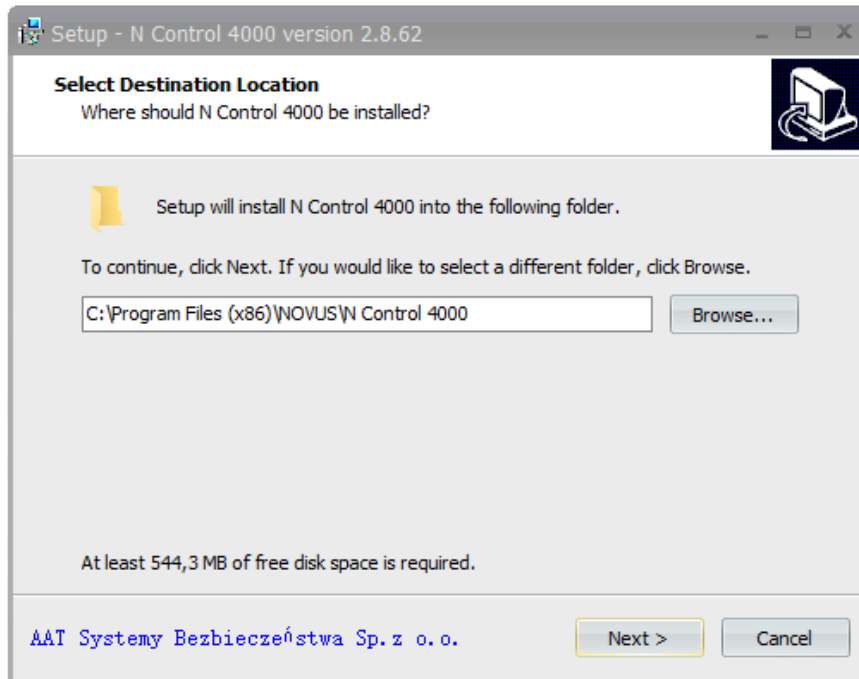 Setup - N Control 4000 version 2.8.62
Select Destination Location
Where should N Control 4000 be installed?
Setup will install N Control 4000 into the following folder.
To continue, click Next. If you would like to select a different folder, click Browse.
C:\Program Files (x86)\NOVUS\N Control 4000
Browse...
At least 544,3 MB of free disk space is required.
AAT Systemy Bezbieczeństwa Sp. z o. o.
Next >
Cancel